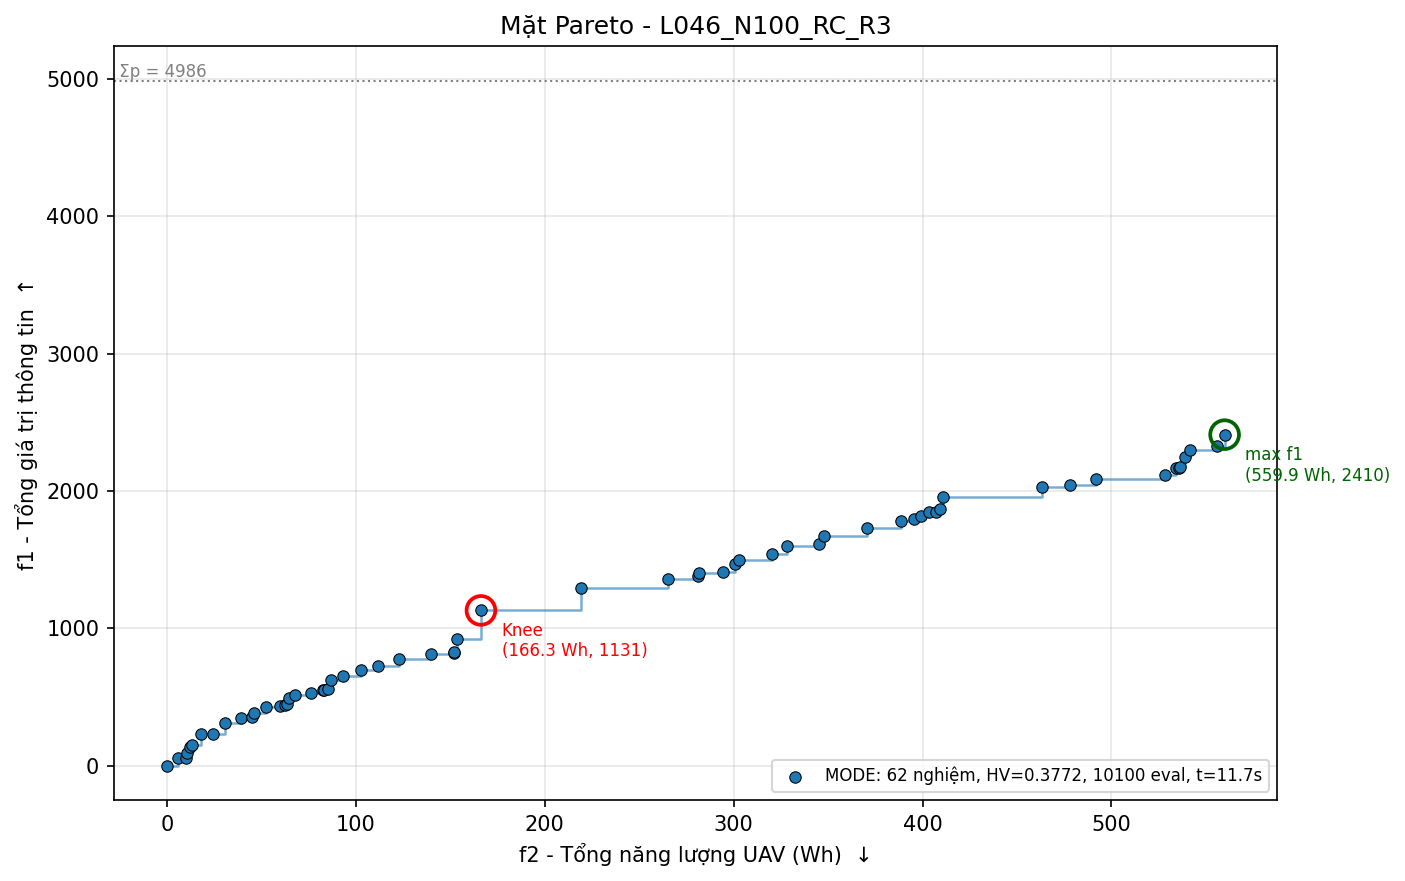 Mặt Pareto - L046_N100_RC_R3
Σp = 4986
5000
4000
3000
2000
1000
0
f1 - Tổng giá trị thông tin ↑
max f1
(559.9 Wh, 2410)
Knee
(166.3 Wh, 1131)
MODE: 62 nghiệm, HV=0.3772, 10100 eval, t=11.7s
0 100 200 300 400 500
f2 - Tổng năng lượng UAV (Wh) ↓